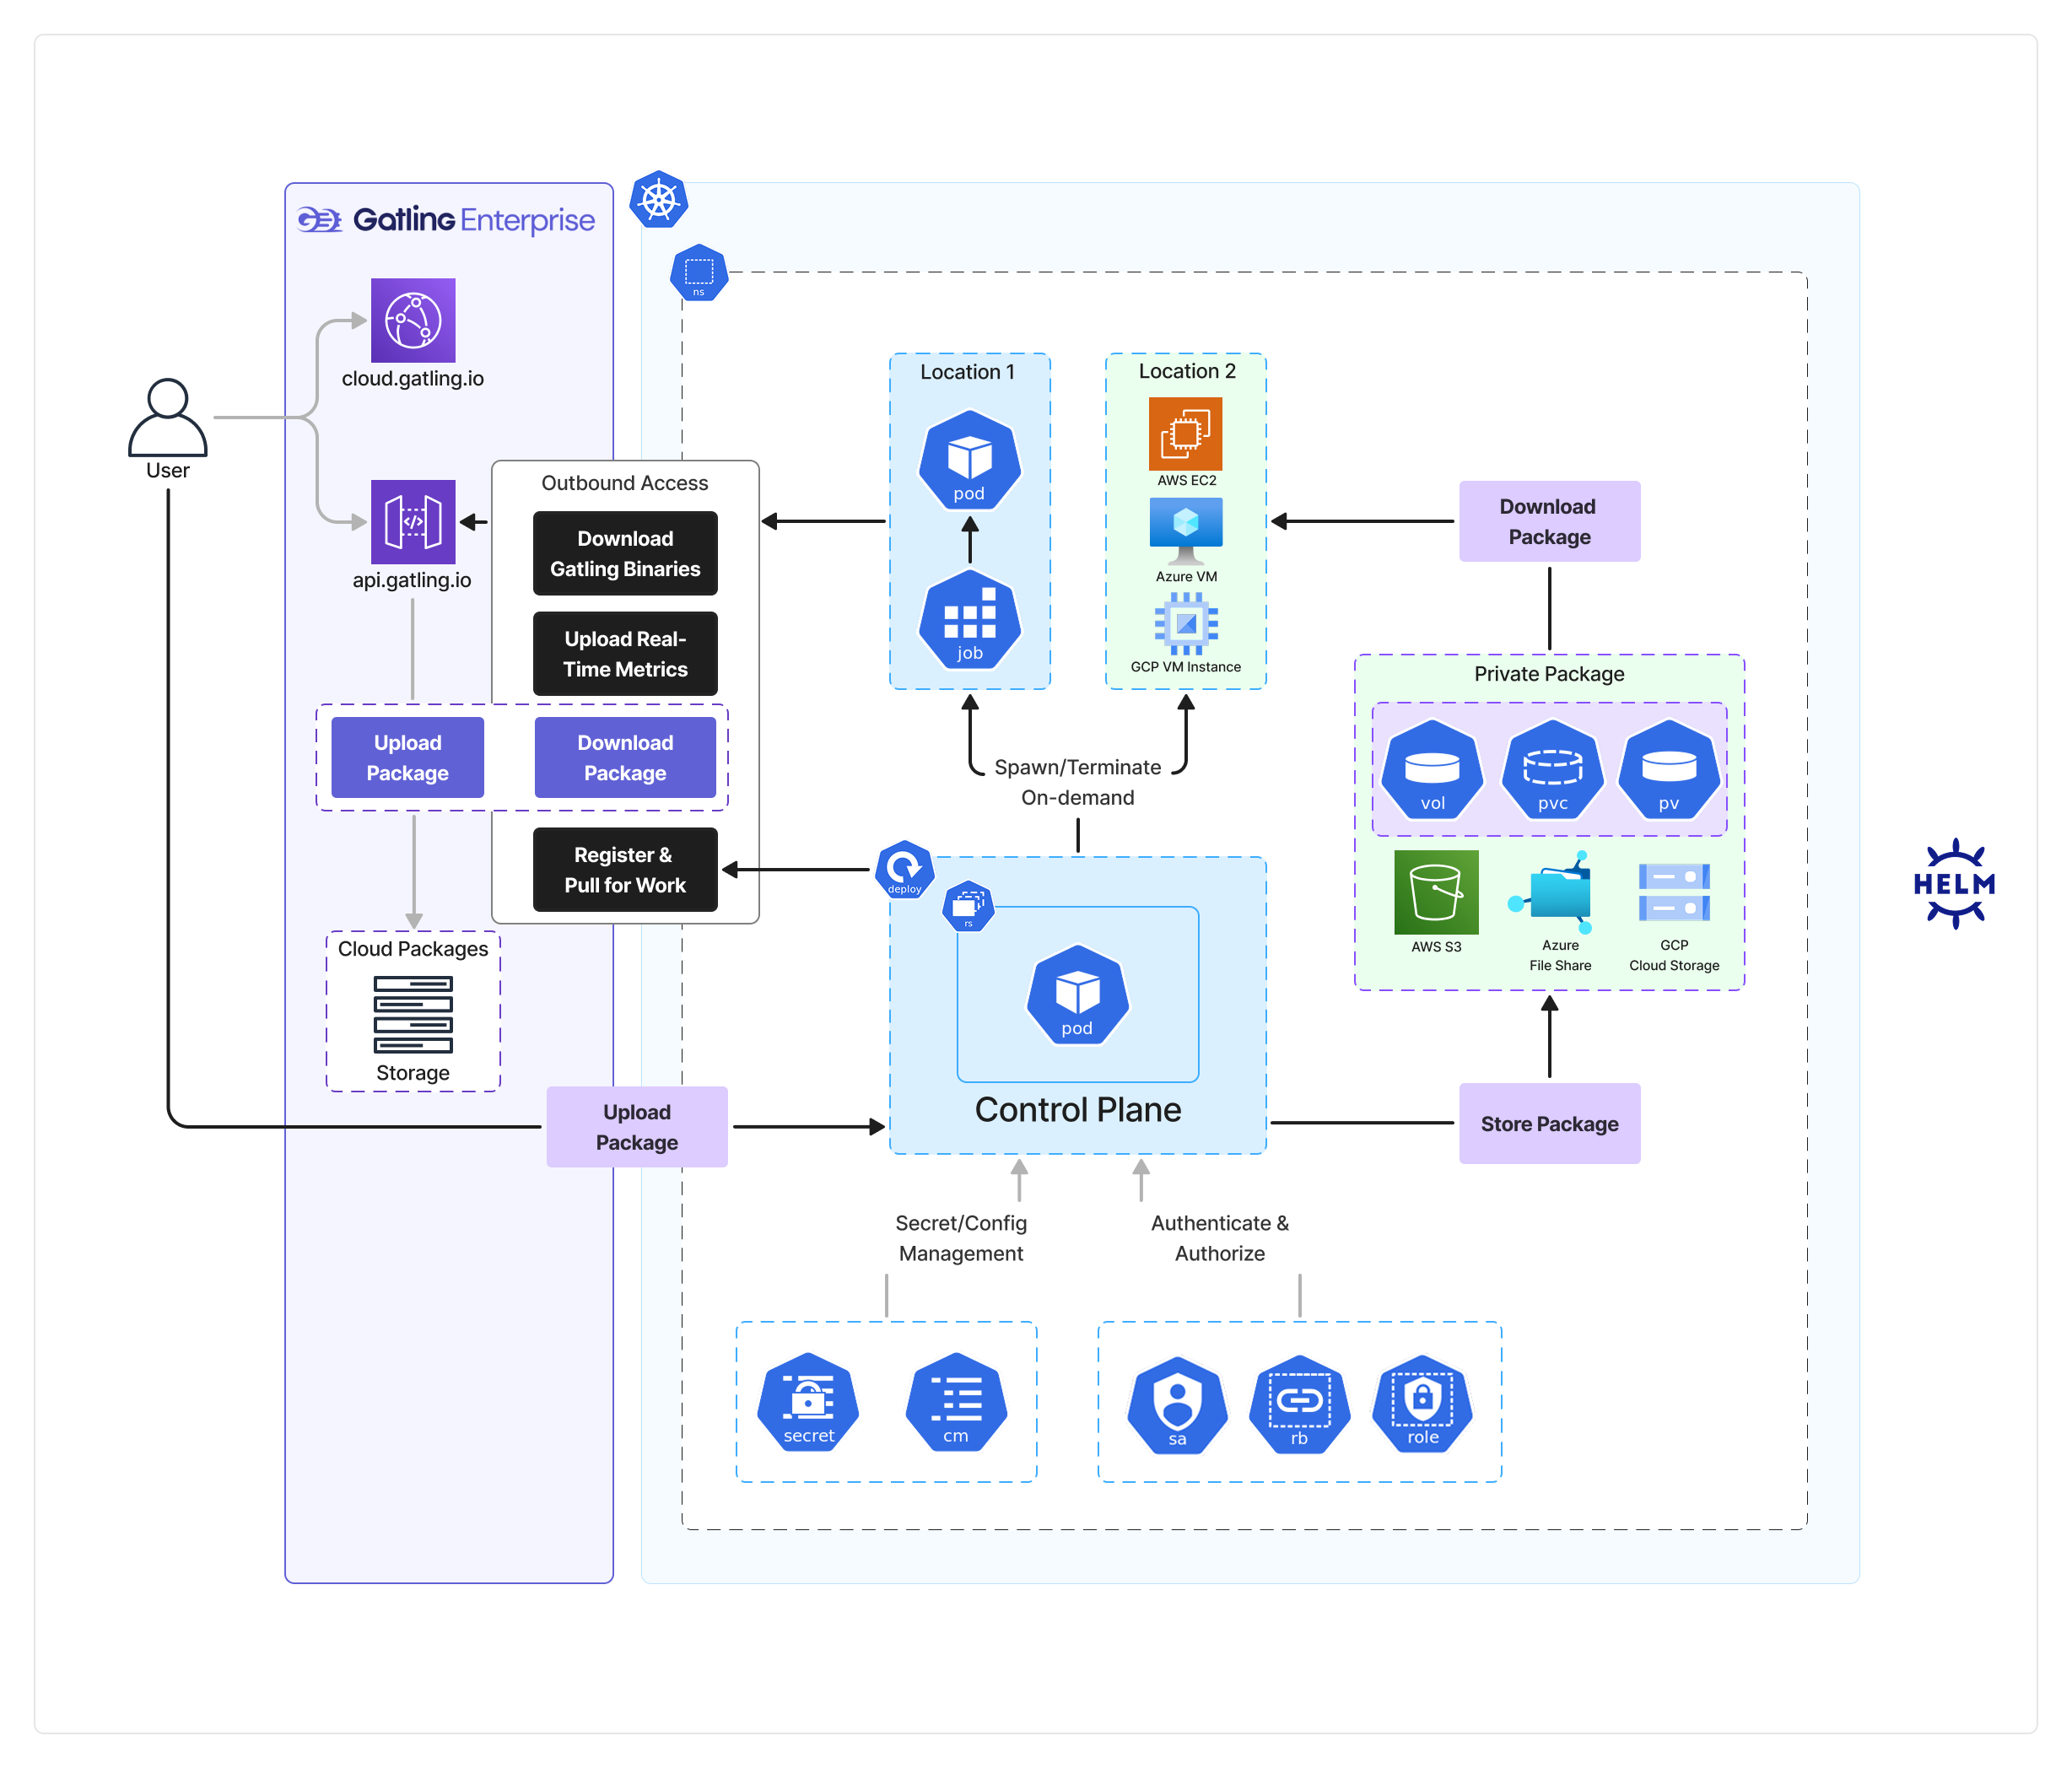 Gatling Enterprise
cloud.gatling.io
User
api.gatling.io
Outbound Access
Download
Gatling Binaries
Upload Real-
Time Metrics
Upload
Package
Download
Package
Register &
Pull for Work
Cloud Packages
Storage
Upload
Package
ns
Location 1
pod
job
Location 2
AWS EC2
Azure VM
GCP VM Instance
Download
Package
Spawn/Terminate
On-demand
Private Package
vol
pvc
pv
AWS S3
Azure
File Share
GCP
Cloud Storage
deploy
rs
pod
Control Plane
Store Package
Secret/Config
Management
Authenticate &
Authorize
secret
cm
sa
rb
role
HELM